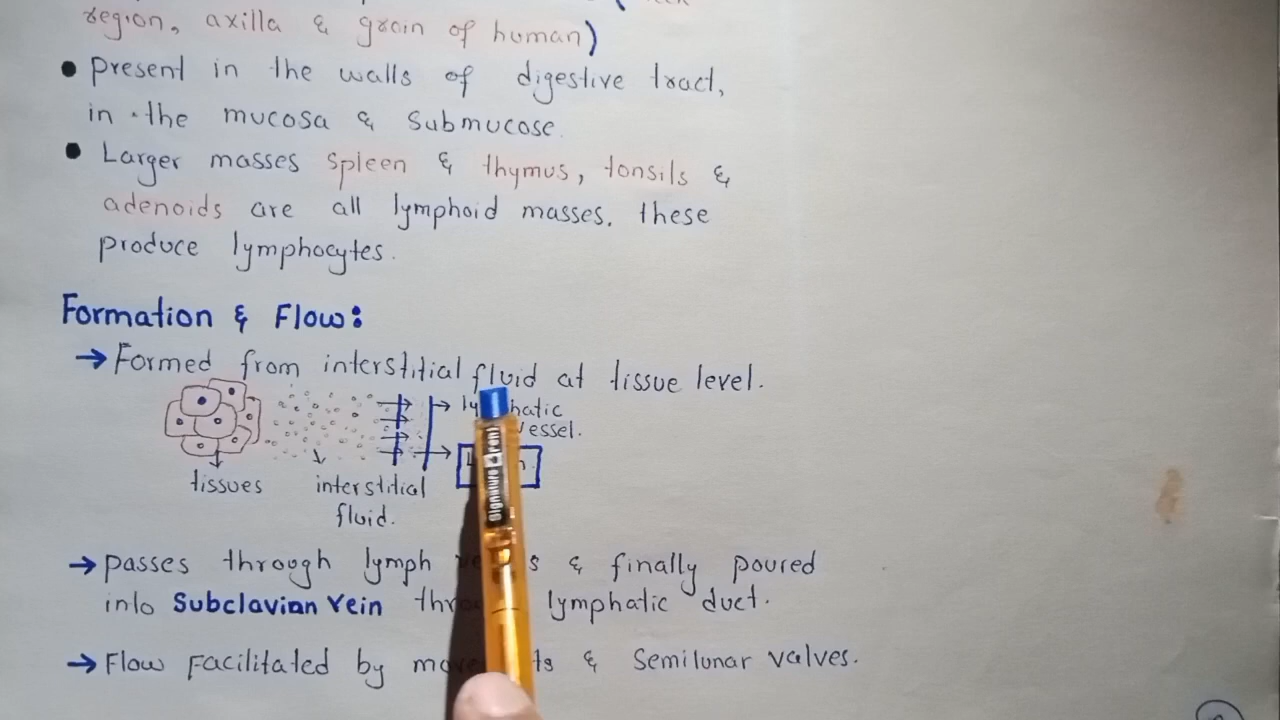 region, axilla & groin of human)
• present in the walls of digestive tract,
in the mucosa & submucose.
• Larger masses spleen & thymus, tonsils &
adenoids are all lymphoid masses. these
produce lymphocytes.
Formation & Flow:
→ Formed from interstitial fluid at tissue level.
hatic
essel.
tissues
interstitial
fluid.
→ passes through lymph s & finally poured
into Subclavian vein lymphatic duct.
→ Flow Facilitated by & Semilunar valves.
Signature